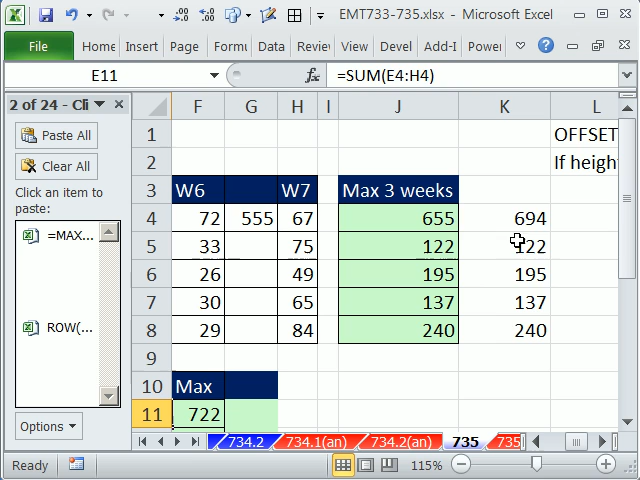 EMT733-735.xlsx - Microsoft Excel
File Home Insert Page Formu Data Reviev Devel Add-I Power
E11 fx =SUM(E4:H4)
2 of 24 - Cli
Paste All
Clear All
Click an item to
paste:
=MAX...
ROW(...
Options
F G H I J K L
1 OFFSET
2 If heigh
3 W6 W7 Max 3 weeks
4 72 555 67 655 694
5 33 75 122 122
6 26 49 195 195
7 30 65 137 137
8 29 84 240 240
9
10 Max
11 722
734.2 734.1(an) 734.2(an) 735 735
Ready 115%